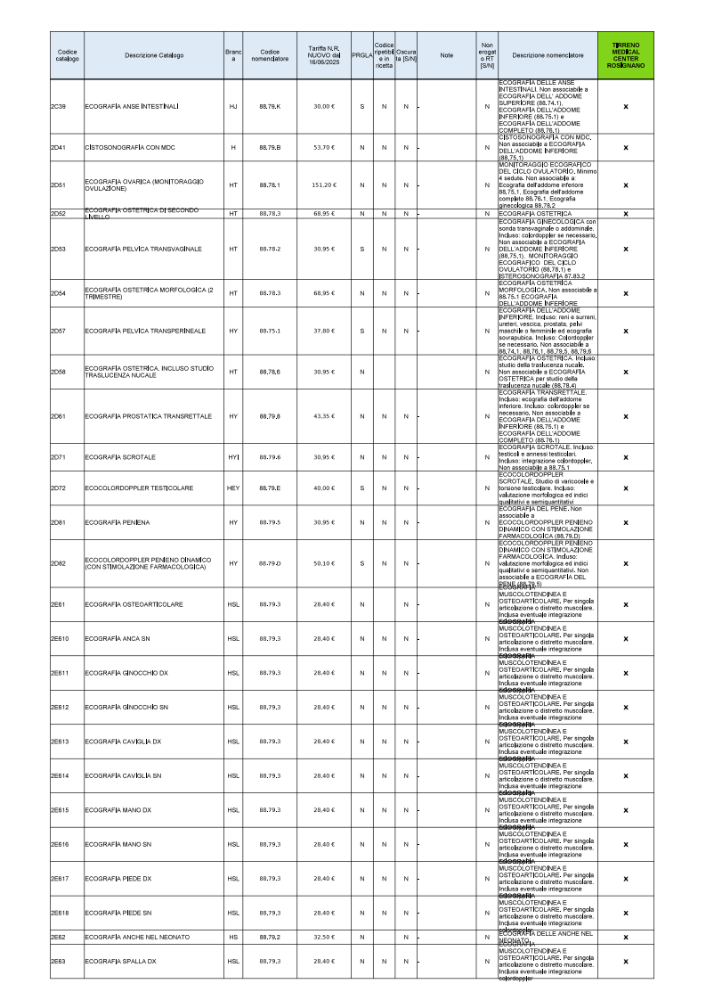 Codice catalogo | Descrizione Catalogo | Branca | Codice nomenclatore | Tariffa N.R. NUOVO dal 16/06/2025 | PRGLA | Codice ripetibile in ricetta | Oscurata [S/N] | Note | Non erogato RT [S/N] | Descrizione nomenclatore | TIRRENO MEDICAL CENTER ROSIGNANO
2C39 | ECOGRAFIA ANSE INTESTINALI | HJ | 88.79.K | 30,00 € | S | N | N | - | N | ECOGRAFIA DELLE ANSE INTESTINALI. Non associabile a ECOGRAFIA DELL' ADDOME SUPERIORE (88.74.1), ECOGRAFIA DELL'ADDOME INFERIORE (88.75.1) e ECOGRAFIA DELL'ADDOME COMPLETO (88.76.1) | X
2D41 | CISTOSONOGRAFIA CON MDC | H | 88.79.B | 53,70 € | N | N | N | - | N | CISTOSONOGRAFIA CON MDC. Non associabile a ECOGRAFIA DELL'ADDOME INFERIORE (88.75.1) | X
2D51 | ECOGRAFIA OVARICA (MONITORAGGIO OVULAZIONE) | HT | 88.78.1 | 151,20 € | N | N | N | - | N | MONITORAGGIO ECOGRAFICO DEL CICLO OVULATORIO. Minimo 4 sedute. Non associabile a: Ecografia dell'addome inferiore 88.75.1, Ecografia dell'addome completo 88.76.1, Ecografia ginecologica 88.78.2 | X
2D52 | ECOGRAFIA OSTETRICA DI SECONDO LIVELLO | HT | 88.78.3 | 68,95 € | N | N | N | - | N | ECOGRAFIA OSTETRICA | X
2D53 | ECOGRAFIA PELVICA TRANSVAGINALE | HT | 88.78.2 | 30,95 € | S | N | N | - | N | ECOGRAFIA GINECOLOGICA con sonda transvaginale o addominale. Incluso: colordoppler se necessario. Non associabile a ECOGRAFIA DELL'ADDOME INFERIORE (88.75.1), MONITORAGGIO ECOGRAFICO DEL CICLO OVULATORIO (88.78.1) e ISTEROSONOGRAFIA 87.83.2 | X
2D54 | ECOGRAFIA OSTETRICA MORFOLOGICA (2 TRIMESTRE) | HT | 88.78.3 | 68,95 € | N | N | N | - | N | ECOGRAFIA OSTETRICA MORFOLOGICA. Non associabile a 88.75.1 ECOGRAFIA DELL'ADDOME INFERIORE | X
2D57 | ECOGRAFIA PELVICA TRANSPERINEALE | HY | 88.75.1 | 37,80 € | S | N | N | - | N | ECOGRAFIA DELL'ADDOME INFERIORE. Incluso: reni e surreni, ureteri, vescica, prostata, pelvi maschile o femminile ed ecografia sovrapubica. Incluso: Colordoppler se necessario. Non associabile a 88.74.1, 88.76.1, 88.79.5, 88.79.6 | X
2D58 | ECOGRAFIA OSTETRICA. INCLUSO STUDIO TRASLUCENZA NUCALE | HT | 88.78.6 | 30,95 € | N | N | - | N | ECOGRAFIA OSTETRICA. Incluso: studio della traslucenza nucale. Non associabile a ECOGRAFIA OSTETRICA per studio della traslucenza nucale (88.78.4) | X
2D61 | ECOGRAFIA PROSTATICA TRANSRETTALE | HY | 88.79.8 | 43,35 € | N | N | N | - | N | ECOGRAFIA TRANSRETTALE. Incluso: ecografia dell'addome inferiore. Incluso: colordoppler se necessario. Non associabile a ECOGRAFIA DELL'ADDOME INFERIORE (88.75.1) e ECOGRAFIA DELL'ADDOME COMPLETO (88.76.1) | X
2D71 | ECOGRAFIA SCROTALE | HYI | 88.79.6 | 30,95 € | N | N | N | - | N | ECOGRAFIA SCROTALE. Incluso: testicoli e annessi testicolari. Incluso: integrazione colordoppler. Non associabile a 88.75.1 | X
2D72 | ECOCOLORDOPPLER TESTICOLARE | HEY | 88.79.E | 40,00 € | S | N | N | - | N | ECOCOLORDOPPLER SCROTALE. Studio di varicocele e torsione testicolare. Incluso: valutazione morfologica ed indici qualitativi e semiquantitativi | X
2D81 | ECOGRAFIA PENIENA | HY | 88.79.5 | 30,95 € | N | N | N | - | N | ECOGRAFIA DEL PENE. Non associabile a ECOCOLORDOPPLER PENIENO DINAMICO CON STIMOLAZIONE FARMACOLOGICA (88.79.D) | X
2D82 | ECOCOLORDOPPLER PENIENO DINAMICO (CON STIMOLAZIONE FARMACOLOGICA) | HY | 88.79.D | 50,10 € | S | N | N | - | N | ECOCOLORDOPPLER PENIENO DINAMICO CON STIMOLAZIONE FARMACOLOGICA. Incluso: valutazione morfologica ed indici qualitativi e semiquantitativi. Non associabile a ECOGRAFIA DEL PENE (88.79.5) | X
2E61 | ECOGRAFIA OSTEOARTICOLARE | HSL | 88.79.3 | 28,40 € | N | N | - | N | ECOGRAFIA MUSCOLOTENDINEA E OSTEOARTICOLARE. Per singola articolazione o distretto muscolare. Inclusa eventuale integrazione colordoppler | X
2E610 | ECOGRAFIA ANCA SN | HSL | 88.79.3 | 28,40 € | N | N | N | - | N | ECOGRAFIA MUSCOLOTENDINEA E OSTEOARTICOLARE. Per singola articolazione o distretto muscolare. Inclusa eventuale integrazione colordoppler | X
2E611 | ECOGRAFIA GINOCCHIO DX | HSL | 88.79.3 | 28,40 € | N | N | N | - | N | ECOGRAFIA MUSCOLOTENDINEA E OSTEOARTICOLARE. Per singola articolazione o distretto muscolare. Inclusa eventuale integrazione colordoppler | X
2E612 | ECOGRAFIA GINOCCHIO SN | HSL | 88.79.3 | 28,40 € | N | N | N | - | N | ECOGRAFIA MUSCOLOTENDINEA E OSTEOARTICOLARE. Per singola articolazione o distretto muscolare. Inclusa eventuale integrazione colordoppler | X
2E613 | ECOGRAFIA CAVIGLIA DX | HSL | 88.79.3 | 28,40 € | N | N | N | - | N | ECOGRAFIA MUSCOLOTENDINEA E OSTEOARTICOLARE. Per singola articolazione o distretto muscolare. Inclusa eventuale integrazione colordoppler | X
2E614 | ECOGRAFIA CAVIGLIA SN | HSL | 88.79.3 | 28,40 € | N | N | N | - | N | ECOGRAFIA MUSCOLOTENDINEA E OSTEOARTICOLARE. Per singola articolazione o distretto muscolare. Inclusa eventuale integrazione colordoppler | X
2E615 | ECOGRAFIA MANO DX | HSL | 88.79.3 | 28,40 € | N | N | N | - | N | ECOGRAFIA MUSCOLOTENDINEA E OSTEOARTICOLARE. Per singola articolazione o distretto muscolare. Inclusa eventuale integrazione colordoppler | X
2E616 | ECOGRAFIA MANO SN | HSL | 88.79.3 | 28,40 € | N | N | N | - | N | ECOGRAFIA MUSCOLOTENDINEA E OSTEOARTICOLARE. Per singola articolazione o distretto muscolare. Inclusa eventuale integrazione colordoppler | X
2E617 | ECOGRAFIA PIEDE DX | HSL | 88.79.3 | 28,40 € | N | N | N | - | N | ECOGRAFIA MUSCOLOTENDINEA E OSTEOARTICOLARE. Per singola articolazione o distretto muscolare. Inclusa eventuale integrazione colordoppler | X
2E618 | ECOGRAFIA PIEDE SN | HSL | 88.79.3 | 28,40 € | N | N | N | - | N | ECOGRAFIA MUSCOLOTENDINEA E OSTEOARTICOLARE. Per singola articolazione o distretto muscolare. Inclusa eventuale integrazione colordoppler | X
2E62 | ECOGRAFIA ANCHE NEL NEONATO | HS | 88.79.2 | 32,50 € | N | N | - | N | ECOGRAFIA DELLE ANCHE NEL NEONATO | X
2E63 | ECOGRAFIA SPALLA DX | HSL | 88.79.3 | 28,40 € | N | N | N | - | N | ECOGRAFIA MUSCOLOTENDINEA E OSTEOARTICOLARE. Per singola articolazione o distretto muscolare. Inclusa eventuale integrazione colordoppler | X